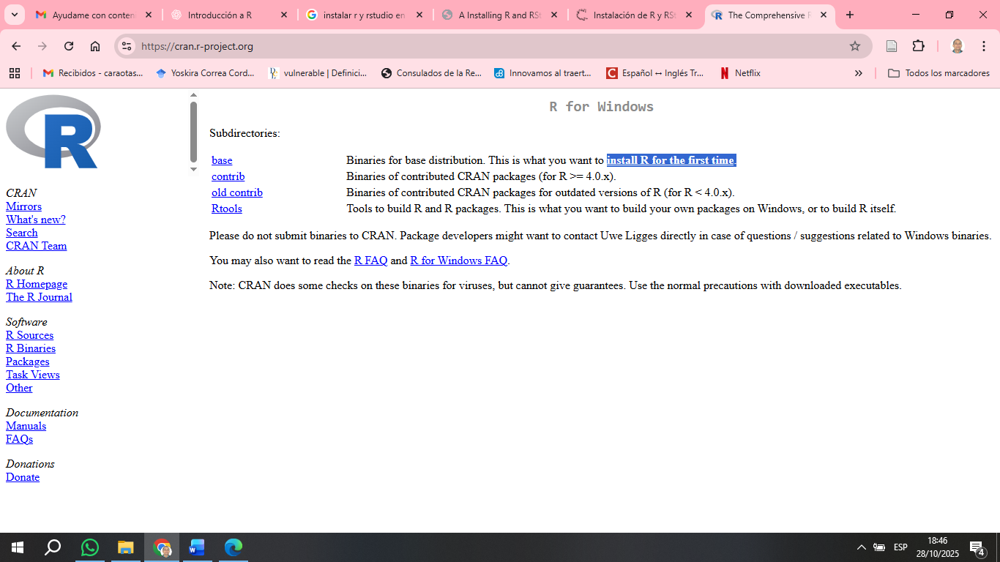 Ayudame con conten
Introducción a R
instalar r y rstudio en
A Installing R and RSt
Instalación de R y RSt
The Comprehensive R
https://cran.r-project.org
Recibidos - caraotas...
Yoskira Correa Cord...
vulnerable | Definici...
Consulados de la Re...
Innovamos al traert...
Español ↔ Inglés Tr...
Netflix
Todos los marcadores
R
CRAN
Mirrors
What's new?
Search
CRAN Team
About R
R Homepage
The R Journal
Software
R Sources
R Binaries
Packages
Task Views
Other
Documentation
Manuals
FAQs
Donations
Donate
R for Windows
Subdirectories:
base Binaries for base distribution. This is what you want to install R for the first time.
contrib Binaries of contributed CRAN packages (for R >= 4.0.x).
old contrib Binaries of contributed CRAN packages for outdated versions of R (for R < 4.0.x).
Rtools Tools to build R and R packages. This is what you want to build your own packages on Windows, or to build R itself.
Please do not submit binaries to CRAN. Package developers might want to contact Uwe Ligges directly in case of questions / suggestions related to Windows binaries.
You may also want to read the R FAQ and R for Windows FAQ.
Note: CRAN does some checks on these binaries for viruses, but cannot give guarantees. Use the normal precautions with downloaded executables.
ESP
18:46
28/10/2025
4